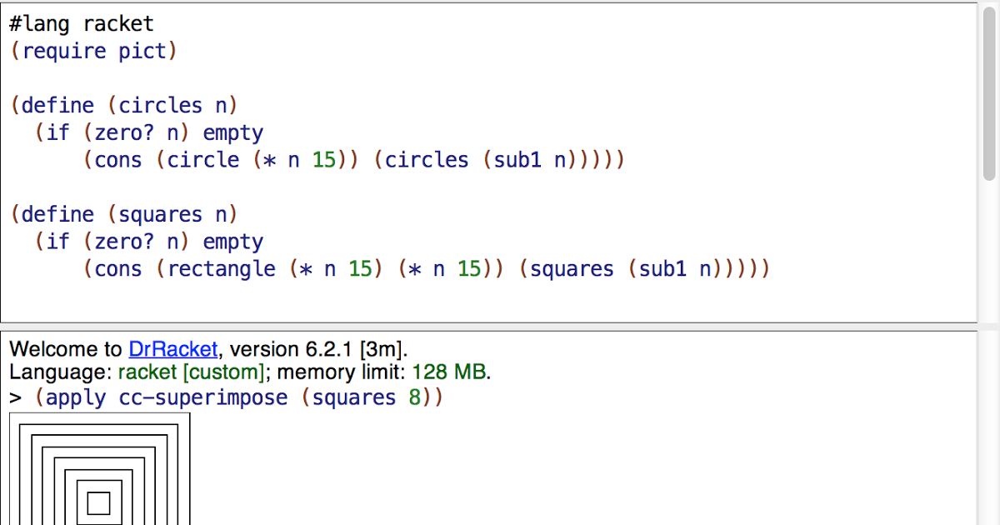 #lang racket
(require pict)
(define (circles n)
(if (zero? n) empty
(cons (circle (* n 15)) (circles (sub1 n)))))
(define (squares n)
(if (zero? n) empty
(cons (rectangle (* n 15) (* n 15)) (squares (sub1 n)))))
Welcome to DrRacket, version 6.2.1 [3m].
Language: racket [custom]; memory limit: 128 MB.
> (apply cc-superimpose (squares 8))